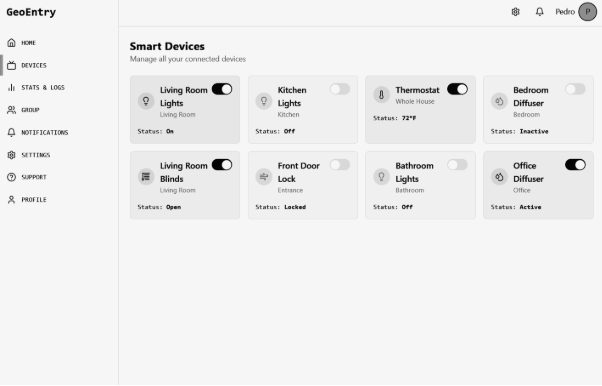 GeoEntry
Pedro P
HOME
DEVICES
STATS & LOGS
GROUP
NOTIFICATIONS
SETTINGS
SUPPORT
PROFILE
Smart Devices
Manage all your connected devices
Living Room
Lights
Living Room
Status: On
Kitchen
Lights
Kitchen
Status: Off
Thermostat
Whole House
Status: 72°F
Bedroom
Diffuser
Bedroom
Status: Inactive
Living Room
Blinds
Living Room
Status: Open
Front Door
Lock
Entrance
Status: Locked
Bathroom
Lights
Bathroom
Status: Off
Office
Diffuser
Office
Status: Active